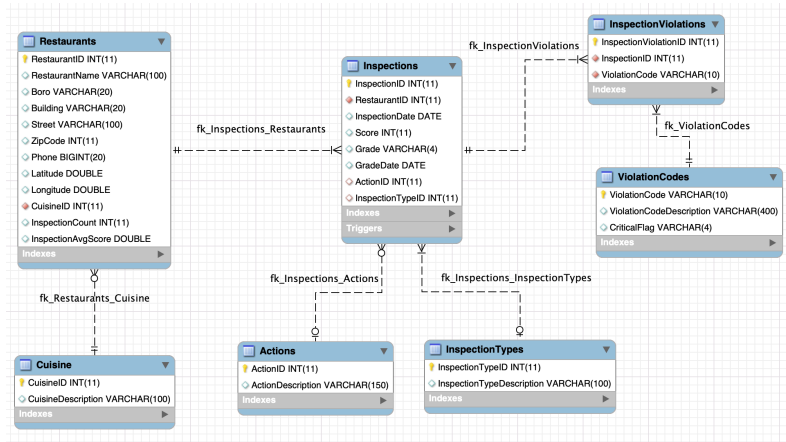 Restaurants
RestaurantID INT(11)
RestaurantName VARCHAR(100)
Boro VARCHAR(20)
Building VARCHAR(20)
Street VARCHAR(100)
ZipCode INT(11)
Phone BIGINT(20)
Latitude DOUBLE
Longitude DOUBLE
CuisineID INT(11)
InspectionCount INT(11)
InspectionAvgScore DOUBLE
Indexes
fk_Inspections_Restaurants
Inspections
InspectionID INT(11)
RestaurantID INT(11)
InspectionDate DATE
Score INT(11)
Grade VARCHAR(4)
GradeDate DATE
ActionID INT(11)
InspectionTypeID INT(11)
Indexes
Triggers
fk_InspectionViolations
InspectionViolations
InspectionViolationID INT(11)
InspectionID INT(11)
ViolationCode VARCHAR(10)
Indexes
fk_ViolationCodes
ViolationCodes
ViolationCode VARCHAR(10)
ViolationCodeDescription VARCHAR(400)
CriticalFlag VARCHAR(4)
Indexes
fk_Restaurants_Cuisine
fk_Inspections_Actions
fk_Inspections_InspectionTypes
Cuisine
CuisineID INT(11)
CuisineDescription VARCHAR(100)
Indexes
Actions
ActionID INT(11)
ActionDescription VARCHAR(150)
Indexes
InspectionTypes
InspectionTypeID INT(11)
InspectionTypeDescription VARCHAR(100)
Indexes